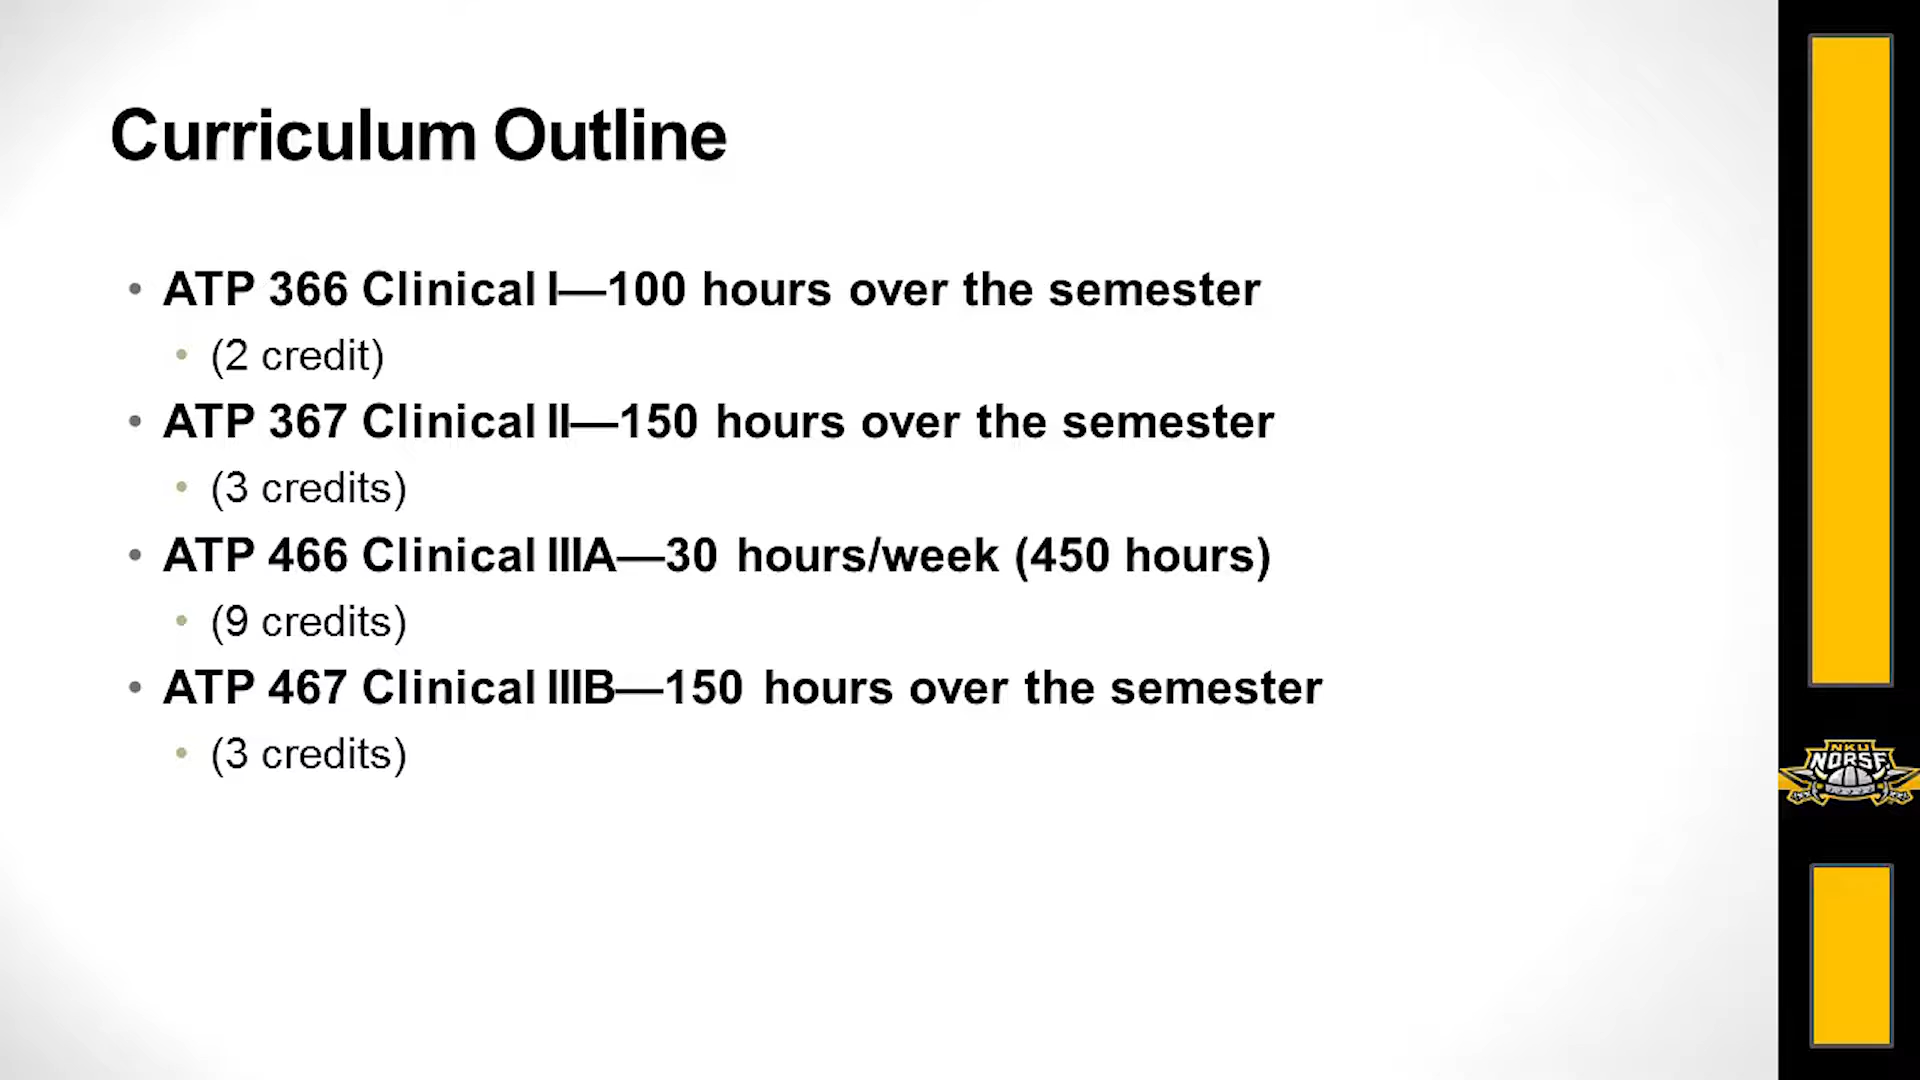 Curriculum Outline
• ATP 366 Clinical I—100 hours over the semester
• (2 credit)
• ATP 367 Clinical II—150 hours over the semester
• (3 credits)
• ATP 466 Clinical IIIA—30 hours/week (450 hours)
• (9 credits)
• ATP 467 Clinical IIIB—150 hours over the semester
• (3 credits)
NKU
NORSE